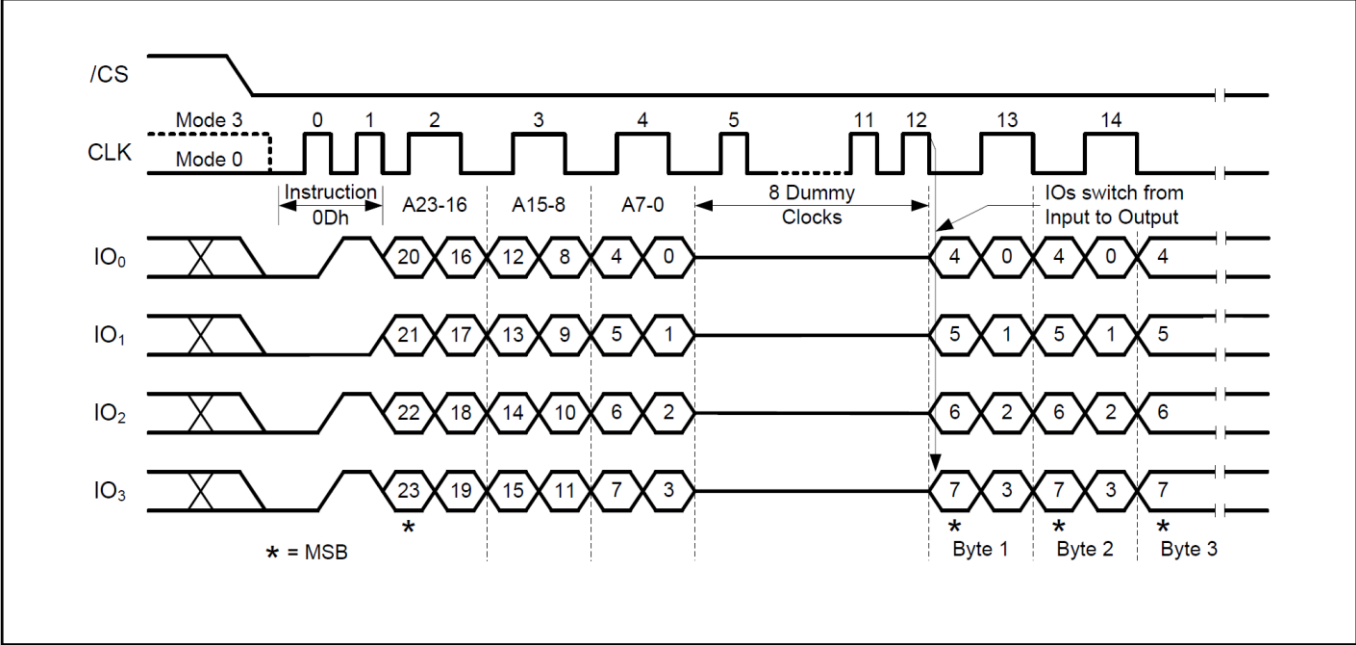 /CS
Mode 3 0 1 2 3 4 5 11 12 13 14
CLK
Mode 0
Instruction
0Dh
A23-16 A15-8 A7-0
8 Dummy
Clocks
IOs switch from
Input to Output
IO₀ 20 16 12 8 4 0 4 0 4 0 4
IO₁ 21 17 13 9 5 1 5 1 5 1 5
IO₂ 22 18 14 10 6 2 6 2 6 2 6
IO₃ 23 19 15 11 7 3 7 3 7 3 7
* * * *
* = MSB Byte 1 Byte 2 Byte 3